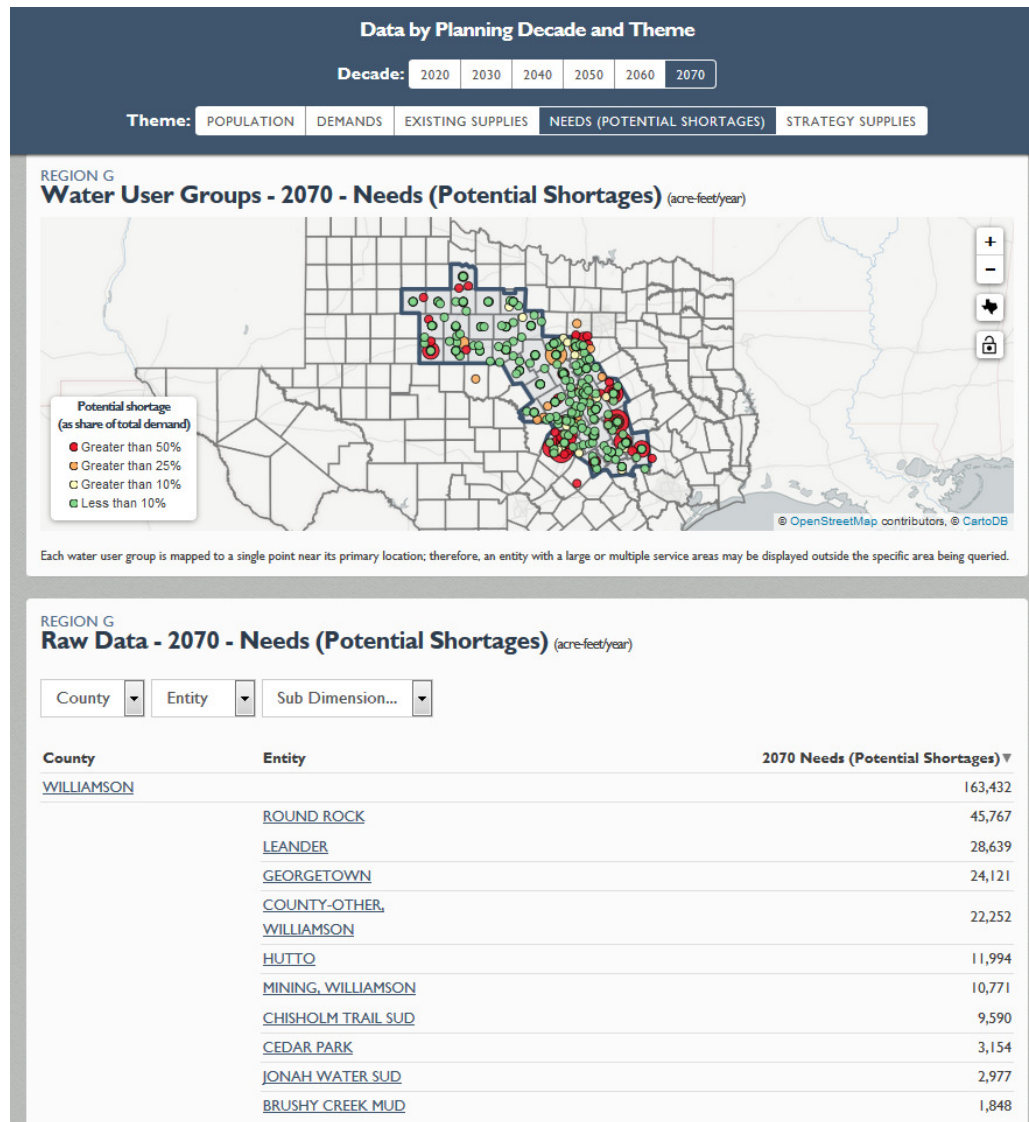 Data by Planning Decade and Theme
Decade: 2020 2030 2040 2050 2060 2070
Theme: POPULATION DEMANDS EXISTING SUPPLIES NEEDS (POTENTIAL SHORTAGES) STRATEGY SUPPLIES
REGION G
Water User Groups - 2070 - Needs (Potential Shortages) (acre-feet/year)
+
−
Potential shortage
(as share of total demand)
Greater than 50%
Greater than 25%
Greater than 10%
Less than 10%
© OpenStreetMap contributors, © CartoDB
Each water user group is mapped to a single point near its primary location; therefore, an entity with a large or multiple service areas may be displayed outside the specific area being queried.
REGION G
Raw Data - 2070 - Needs (Potential Shortages) (acre-feet/year)
County Entity Sub Dimension...
County Entity 2070 Needs (Potential Shortages)▼
WILLIAMSON 163,432
ROUND ROCK 45,767
LEANDER 28,639
GEORGETOWN 24,121
COUNTY-OTHER,
WILLIAMSON 22,252
HUTTO 11,994
MINING, WILLIAMSON 10,771
CHISHOLM TRAIL SUD 9,590
CEDAR PARK 3,154
JONAH WATER SUD 2,977
BRUSHY CREEK MUD 1,848